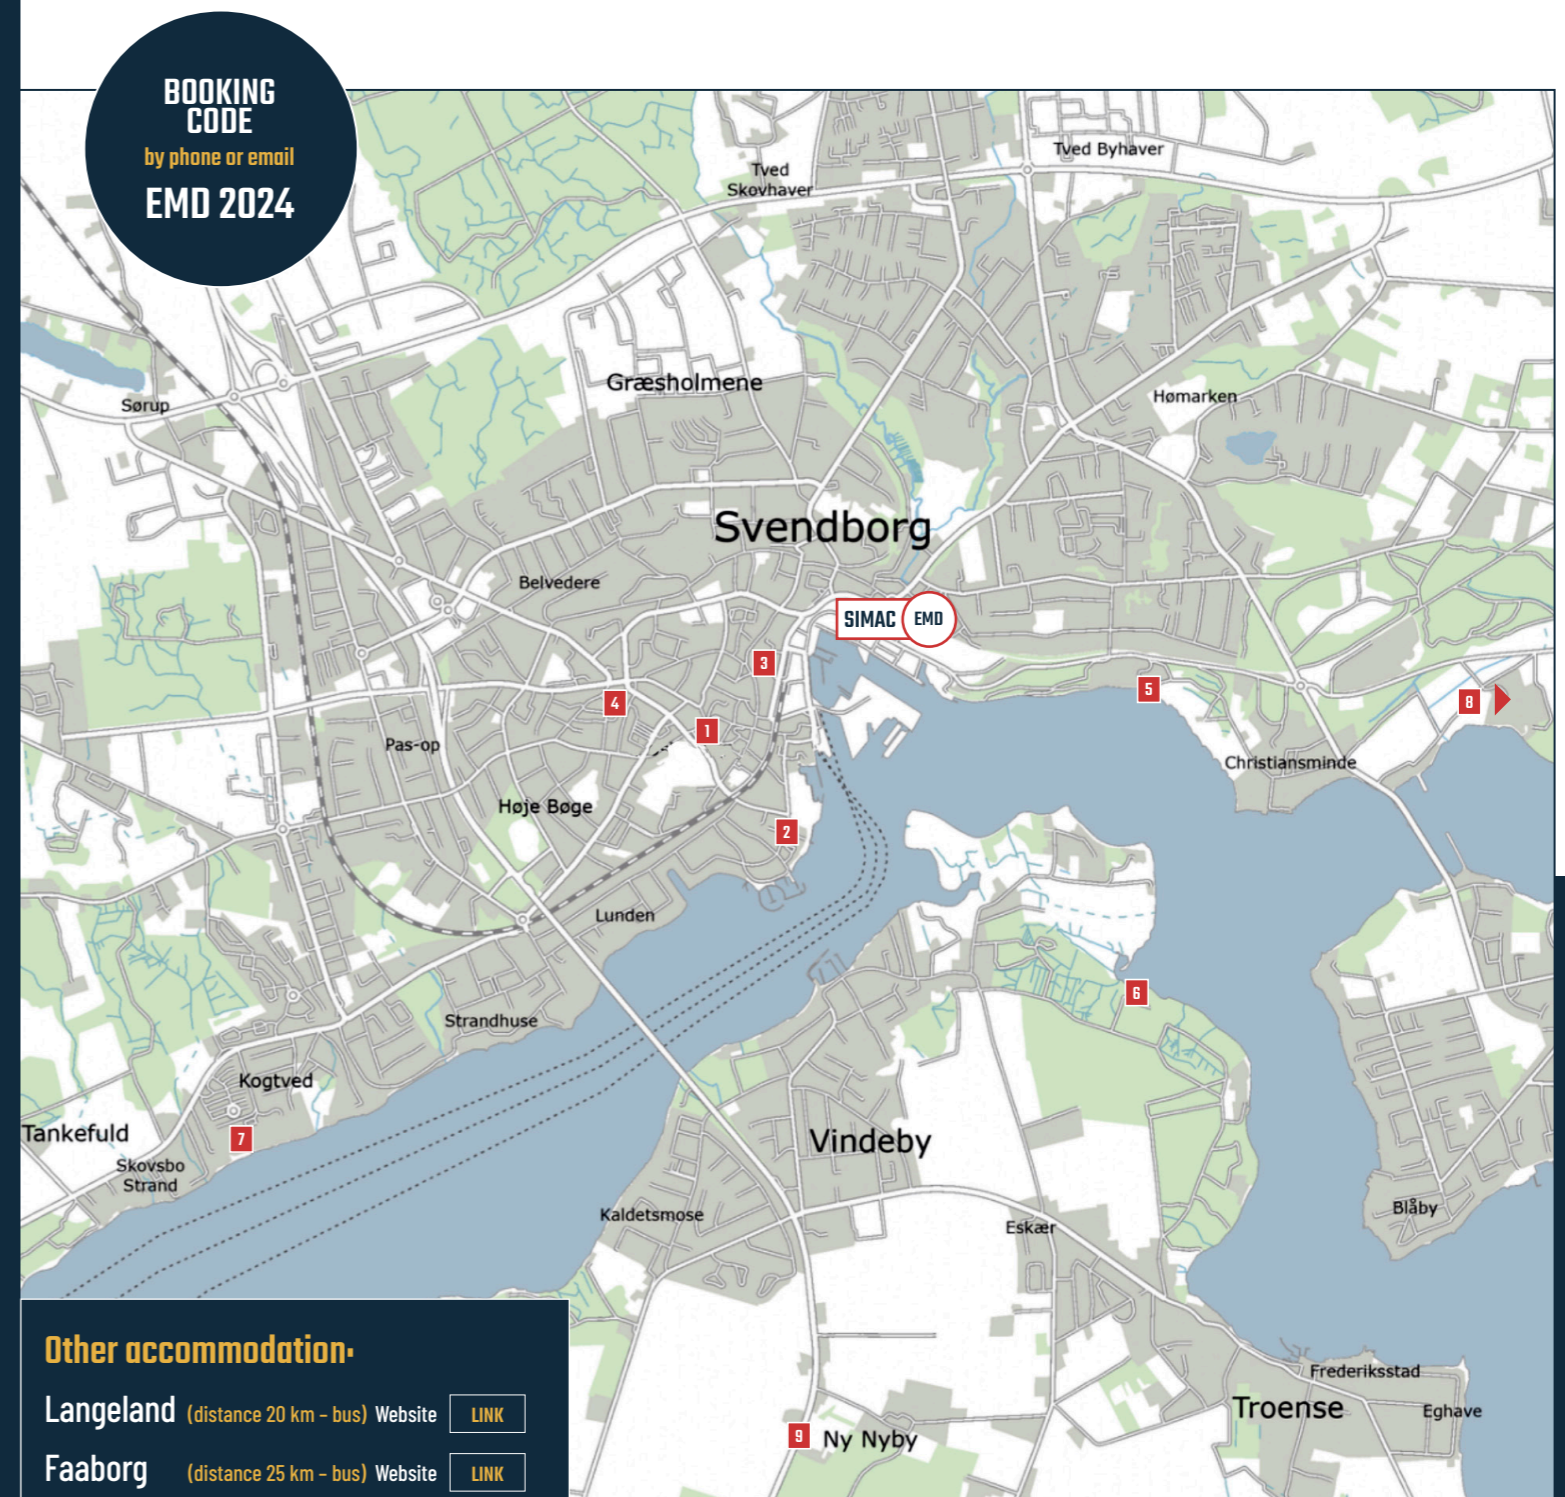 BOOKING
CODE
by phone or email
EMD 2024
Tved Byhaver
Tved
Skovhaver
Græsholmene
Hømarken
Sørup
Svendborg
Belvedere
SIMAC EMD
3
5
4
8
1
Pas-op
Christiansminde
Høje Bøge
2
Lunden
6
Strandhuse
Kogtved
Tankefuld
7
Vindeby
Skovsbo
Strand
Kaldetsmose
Blåby
Eskær
Frederiksstad
Troense
Eghave
9 Ny Nyby
Other accommodation:
Langeland (distance 20 km – bus) Website LINK
Faaborg (distance 25 km – bus) Website LINK